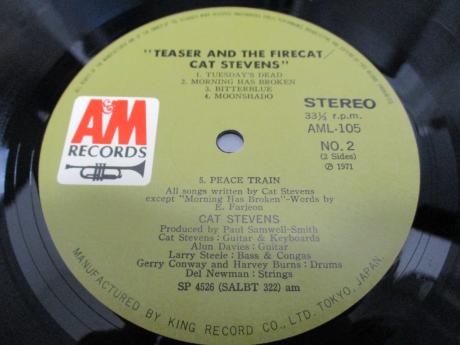 "TEASER AND THE FIRECAT/
CAT STEVENS"
1. TUESDAY'S DEAD
2. MORNING HAS BROKEN
3. BITTERBLUE
4. MOONSHADO
STEREO
33⅓ r.p.m.
AML-105
NO. 2
(2 Sides)
Ⓟ 1971
A&M
RECORDS
5. PEACE TRAIN
All songs written by Cat Stevens
except "Morning Has Broken"-Words by
E. Farjeon
CAT STEVENS
Produced by Paul Samwell-Smith
Cat Stevens: Guitar & Keyboards
Alun Davies: Guitar
Larry Steele: Bass & Congas
Gerry Conway and Harvey Burns: Drums
Del Newman: Strings
SP 4526 (SALBT 322) am
MANUFACTURED BY KING RECORD CO., LTD. TOKYO, JAPAN.